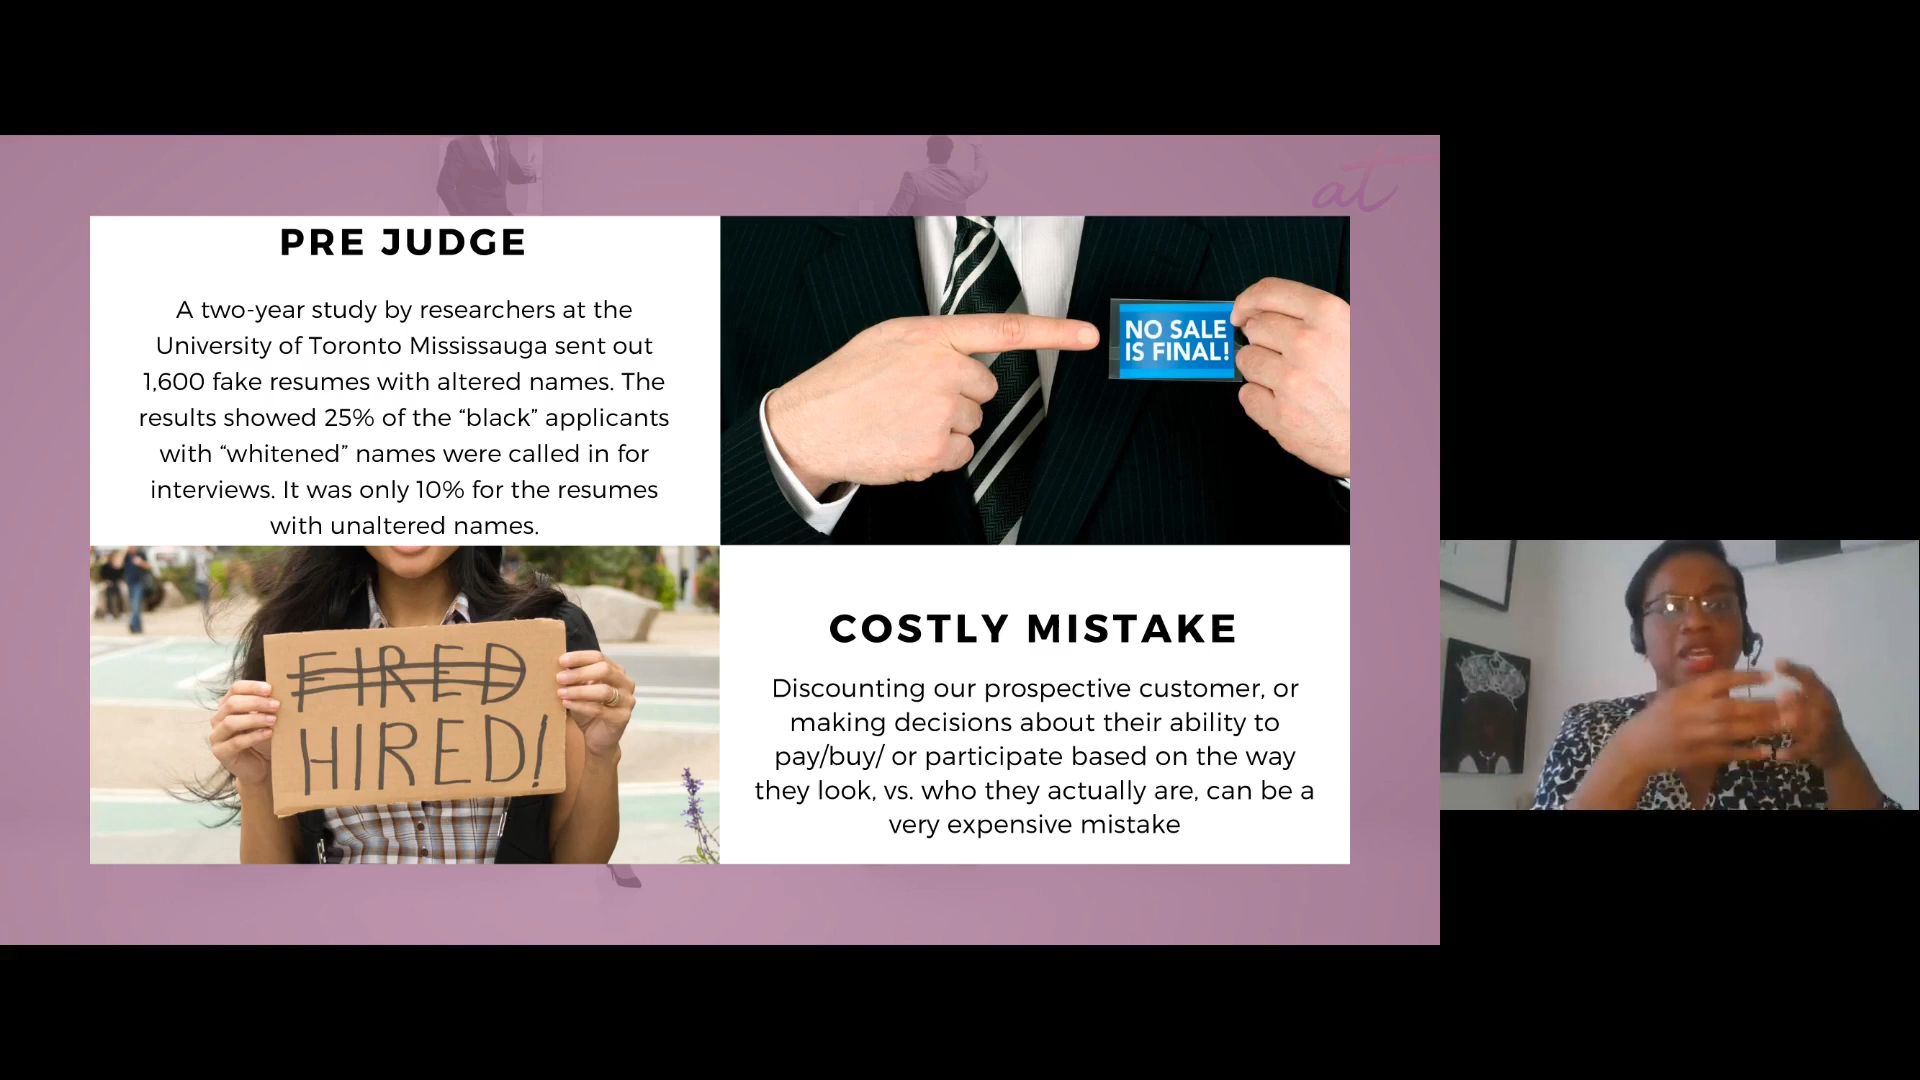 at
PRE JUDGE
A two-year study by researchers at the
University of Toronto Mississauga sent out
1,600 fake resumes with altered names. The
results showed 25% of the “black” applicants
with “whitened” names were called in for
interviews. It was only 10% for the resumes
with unaltered names.
NO SALE
IS FINAL!
FIRED
HIRED!
COSTLY MISTAKE
Discounting our prospective customer, or
making decisions about their ability to
pay/buy/ or participate based on the way
they look, vs. who they actually are, can be a
very expensive mistake